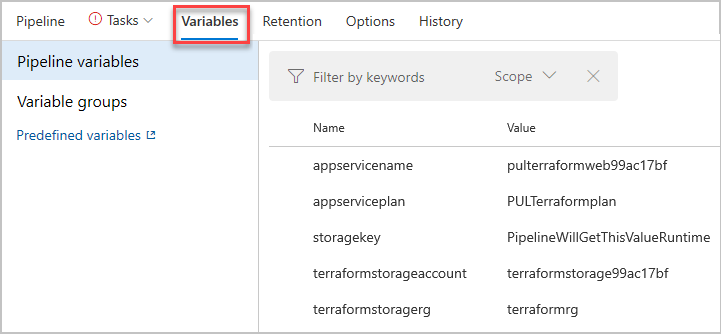 Pipeline Tasks Variables Retention Options History
Pipeline variables
Variable groups
Predefined variables
Filter by keywords Scope
Name Value
appservicename pulterraformweb99ac17bf
appserviceplan PULTerraformplan
storagekey PipelineWillGetThisValueRuntime
terraformstorageaccount terraformstorage99ac17bf
terraformstoragerg terraformrg